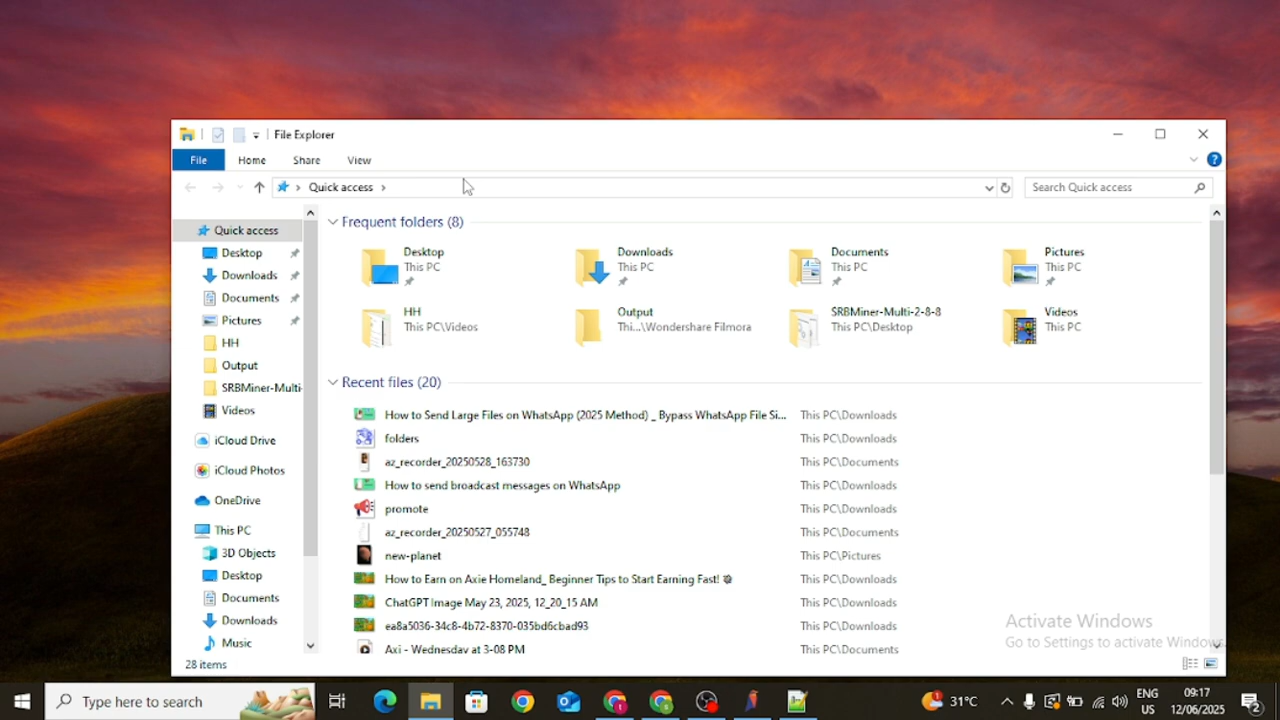 File Explorer
File Home Share View
Quick access
Search Quick access
Quick access
Desktop
Downloads
Documents
Pictures
HH
Output
SRBMiner-Multi-
Videos
iCloud Drive
iCloud Photos
OneDrive
This PC
3D Objects
Desktop
Documents
Downloads
Music
Frequent folders (8)
Desktop
This PC
Downloads
This PC
Documents
This PC
Pictures
This PC
HH
This PC\Videos
Output
Thi...\Wondershare Filmora
SRBMiner-Multi-2-8-8
This PC\Desktop
Videos
This PC
Recent files (20)
How to Send Large Files on WhatsApp (2025 Method) _ Bypass WhatsApp File Si... This PC\Downloads
folders This PC\Downloads
az_recorder_20250528_163730 This PC\Documents
How to send broadcast messages on WhatsApp This PC\Downloads
promote This PC\Downloads
az_recorder_20250527_055748 This PC\Documents
new-planet This PC\Pictures
How to Earn on Axie Homeland_ Beginner Tips to Start Earning Fast! This PC\Downloads
ChatGPT Image May 23, 2025, 12_20_15 AM This PC\Downloads
ea8a5036-34c8-4b72-8370-035bd6cbad93 This PC\Downloads
Axi - Wednesday at 3-08 PM This PC\Documents
Activate Windows
Go to Settings to activate Windows.
28 items
Type here to search
31°C
ENG
US
09:17
12/06/2025
2